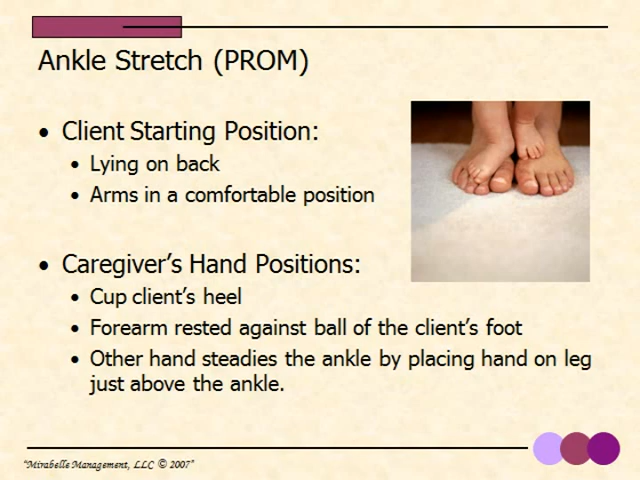 Ankle Stretch (PROM)
• Client Starting Position:
• Lying on back
• Arms in a comfortable position
• Caregiver’s Hand Positions:
• Cup client’s heel
• Forearm rested against ball of the client’s foot
• Other hand steadies the ankle by placing hand on leg
just above the ankle.
“Mirabelle Management, LLC © 2007”